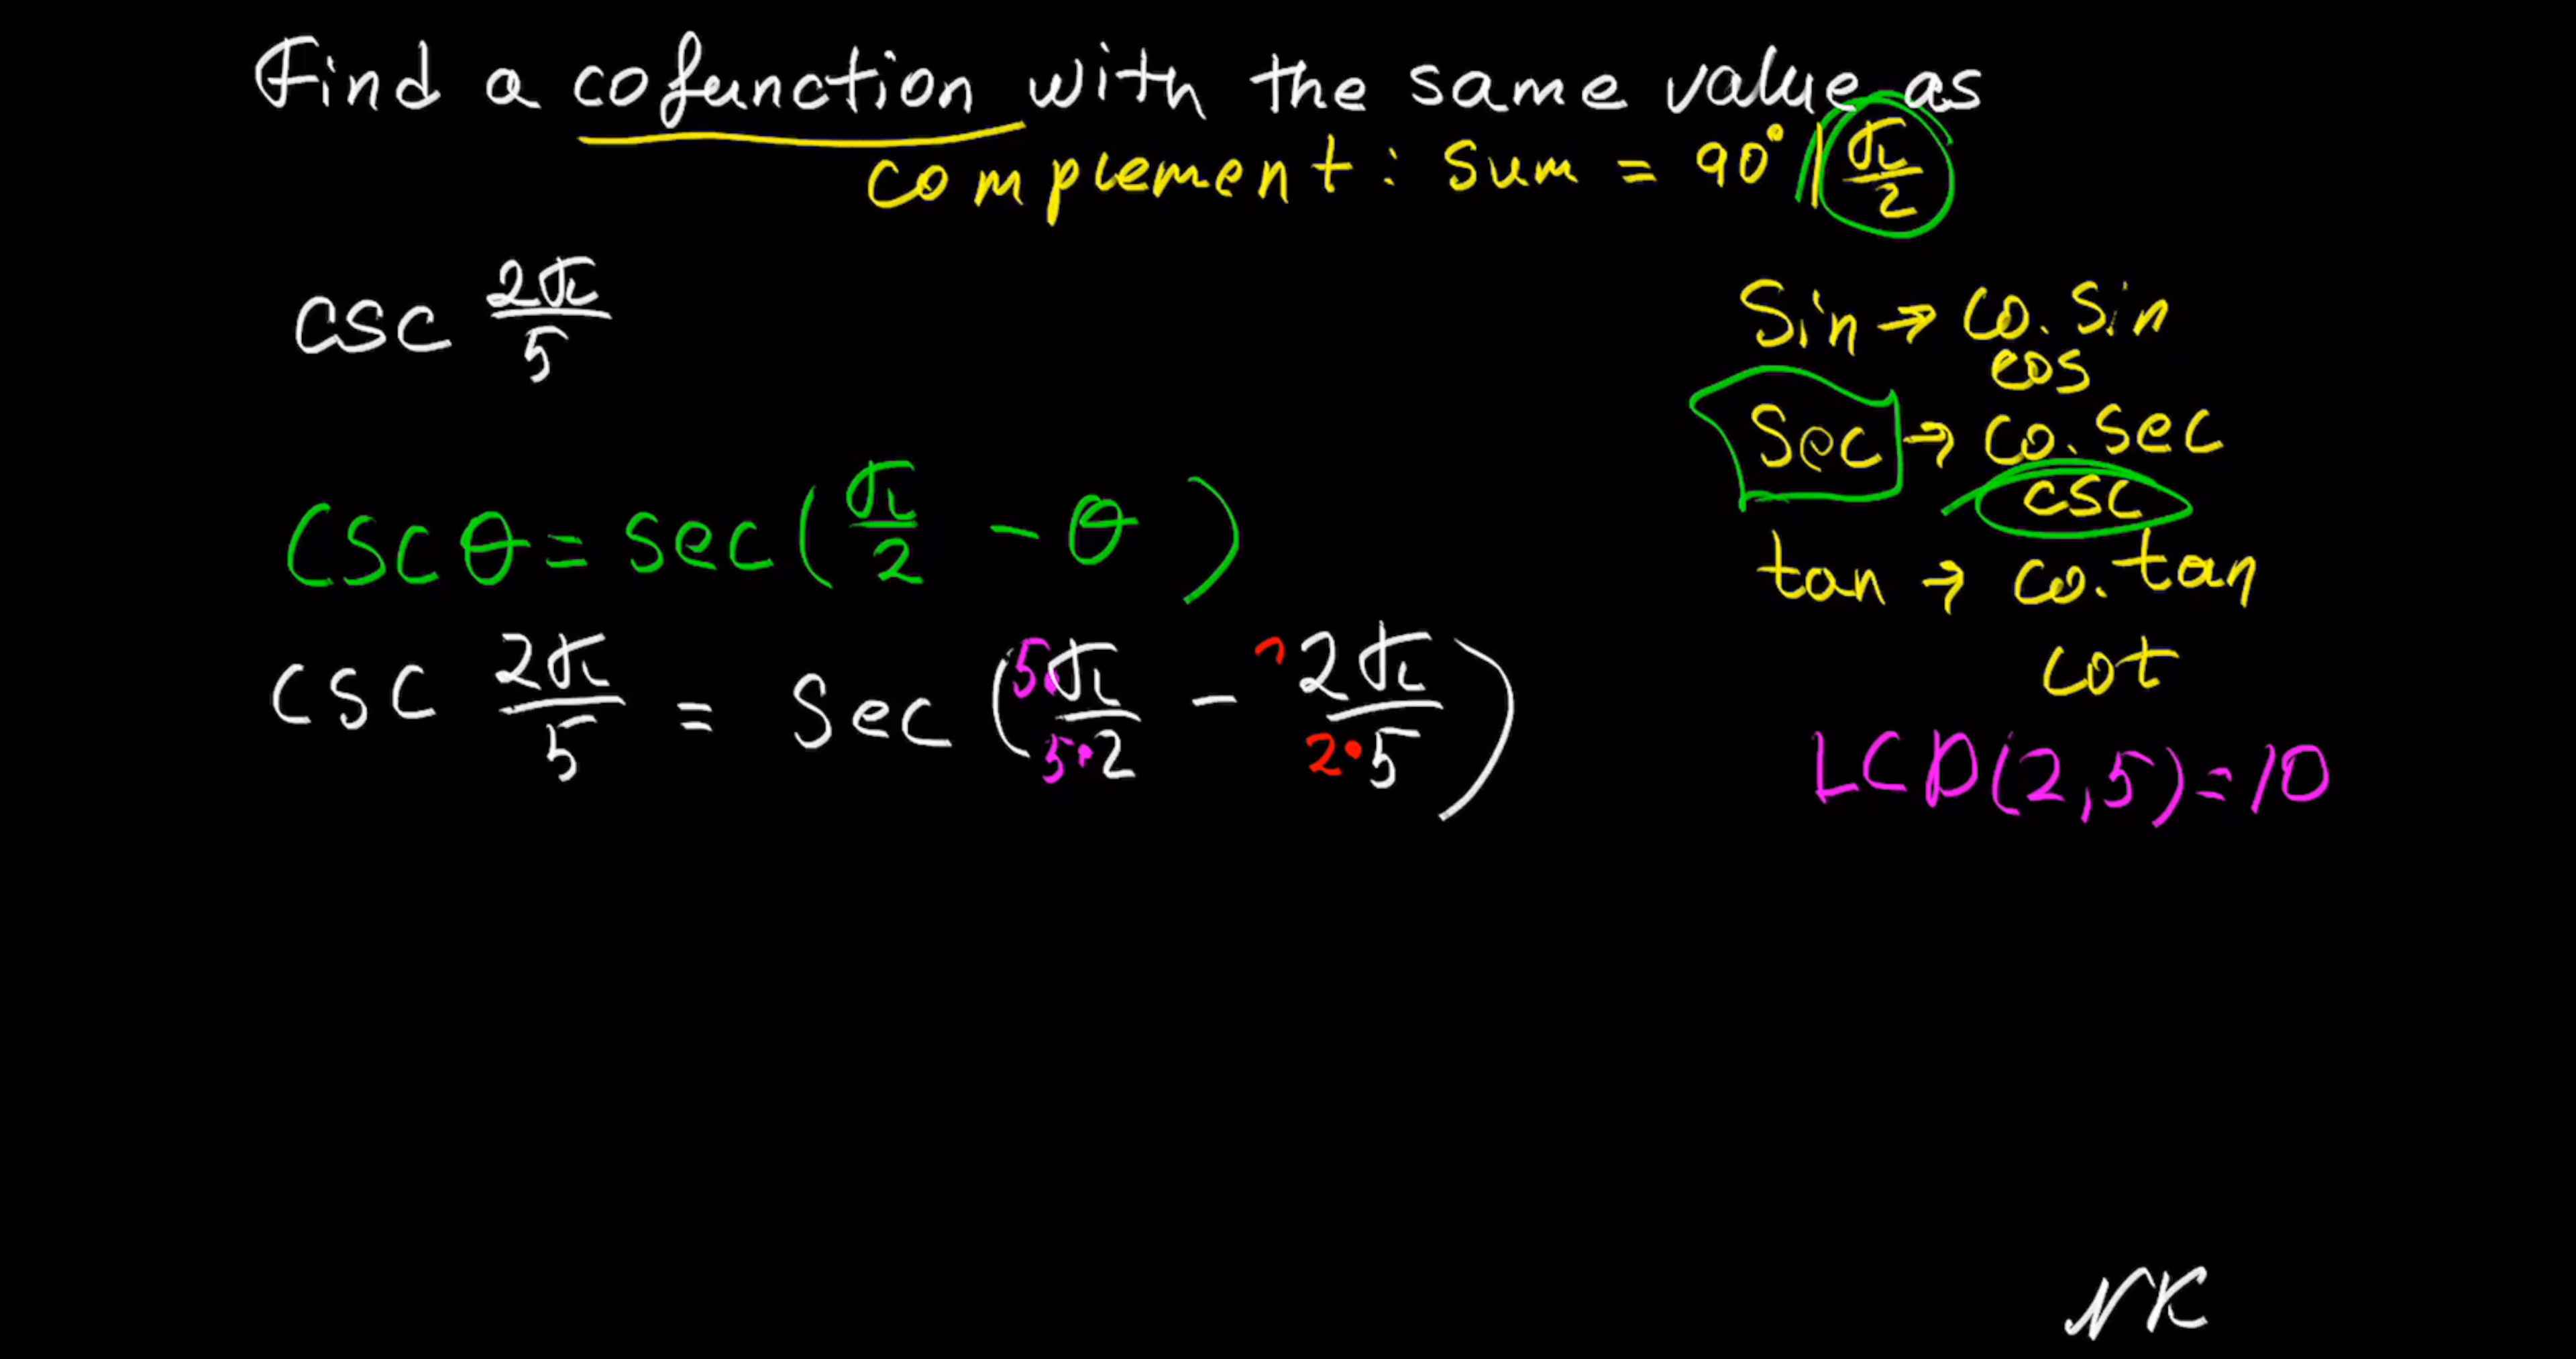 Find a cofunction with the same value as
complement: sum = 90° | π/2
csc 2π/5
Sin → co.sin
cos
Sec → co.sec
csc
tan → co.tan
cot
cscθ = sec(π/2 - θ)
csc 2π/5 = sec (5·π/5·2 - 2π/2·5)
LCD(2,5)=10
NK